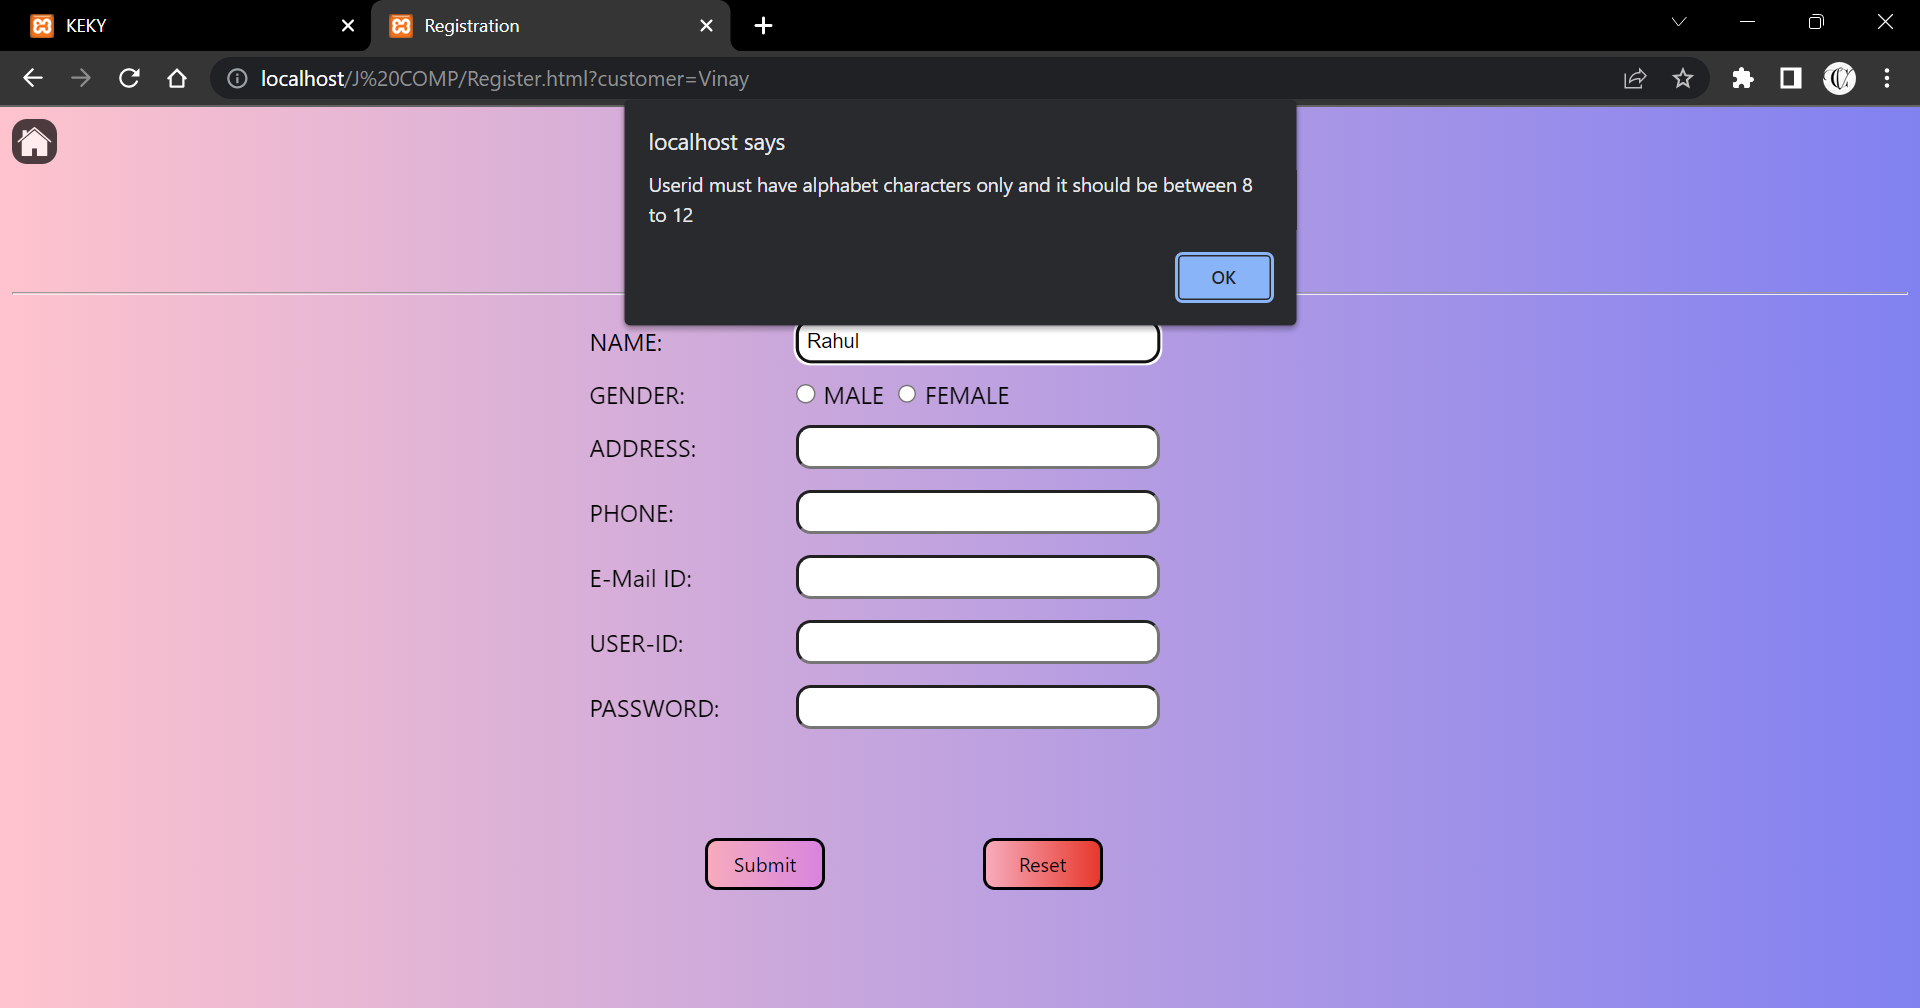 KEKY
Registration
localhost/J%20COMP/Register.html?customer=Vinay
localhost says
Userid must have alphabet characters only and it should be between 8
to 12
OK
NAME: Rahul
GENDER: MALE FEMALE
ADDRESS:
PHONE:
E-Mail ID:
USER-ID:
PASSWORD:
Submit Reset